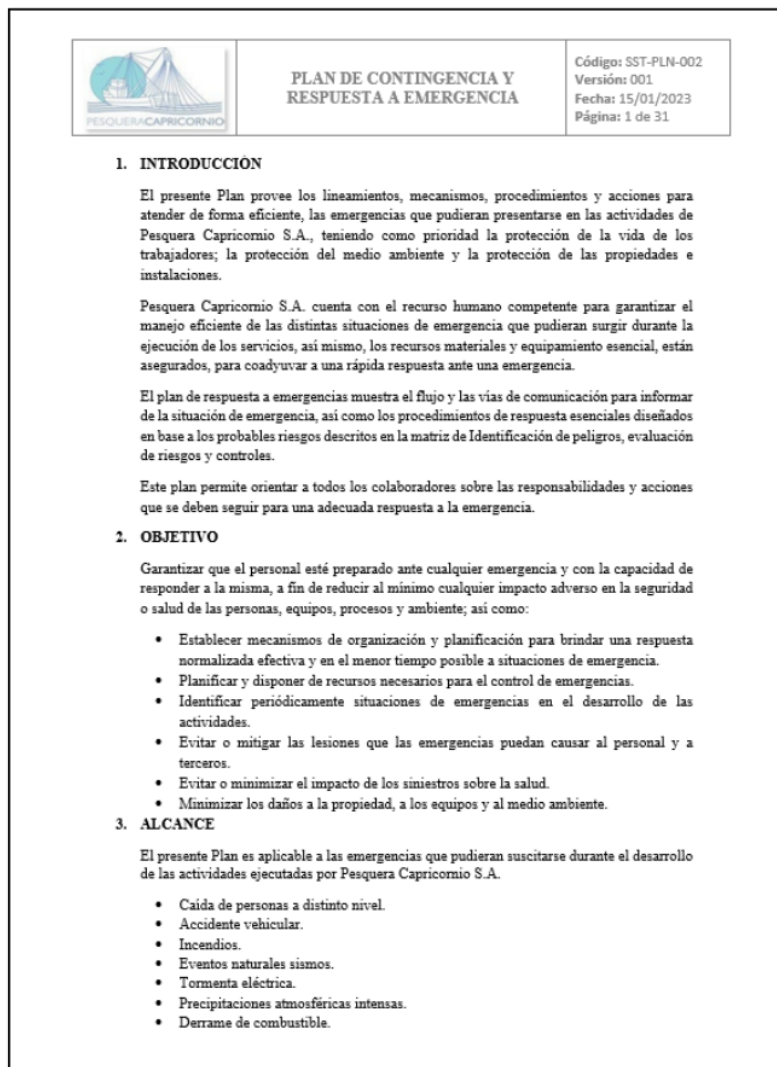 PESQUERACAPRICORNIO
PLAN DE CONTINGENCIA Y
RESPUESTA A EMERGENCIA
Código: SST-PLN-002
Versión: 001
Fecha: 15/01/2023
Página: 1 de 31
1. INTRODUCCIÓN
El presente Plan provee los lineamientos, mecanismos, procedimientos y acciones para
atender de forma eficiente, las emergencias que pudieran presentarse en las actividades de
Pesquera Capricornio S.A., teniendo como prioridad la protección de la vida de los
trabajadores; la protección del medio ambiente y la protección de las propiedades e
instalaciones.
Pesquera Capricornio S.A. cuenta con el recurso humano competente para garantizar el
manejo eficiente de las distintas situaciones de emergencia que pudieran surgir durante la
ejecución de los servicios, así mismo, los recursos materiales y equipamiento esencial, están
asegurados, para coadyuvar a una rápida respuesta ante una emergencia.
El plan de respuesta a emergencias muestra el flujo y las vías de comunicación para informar
de la situación de emergencia, así como los procedimientos de respuesta esenciales diseñados
en base a los probables riesgos descritos en la matriz de Identificación de peligros, evaluación
de riesgos y controles.
Este plan permite orientar a todos los colaboradores sobre las responsabilidades y acciones
que se deben seguir para una adecuada respuesta a la emergencia.
2. OBJETIVO
Garantizar que el personal esté preparado ante cualquier emergencia y con la capacidad de
responder a la misma, a fin de reducir al mínimo cualquier impacto adverso en la seguridad
o salud de las personas, equipos, procesos y ambiente; así como:
• Establecer mecanismos de organización y planificación para brindar una respuesta
normalizada efectiva y en el menor tiempo posible a situaciones de emergencia.
• Planificar y disponer de recursos necesarios para el control de emergencias.
• Identificar periódicamente situaciones de emergencias en el desarrollo de las
actividades.
• Evitar o mitigar las lesiones que las emergencias puedan causar al personal y a
terceros.
• Evitar o minimizar el impacto de los siniestros sobre la salud.
• Minimizar los daños a la propiedad, a los equipos y al medio ambiente.
3. ALCANCE
El presente Plan es aplicable a las emergencias que pudieran suscitarse durante el desarrollo
de las actividades ejecutadas por Pesquera Capricornio S.A.
• Caída de personas a distinto nivel.
• Accidente vehicular.
• Incendios.
• Eventos naturales sismos.
• Tormenta eléctrica.
• Precipitaciones atmosféricas intensas.
• Derrame de combustible.